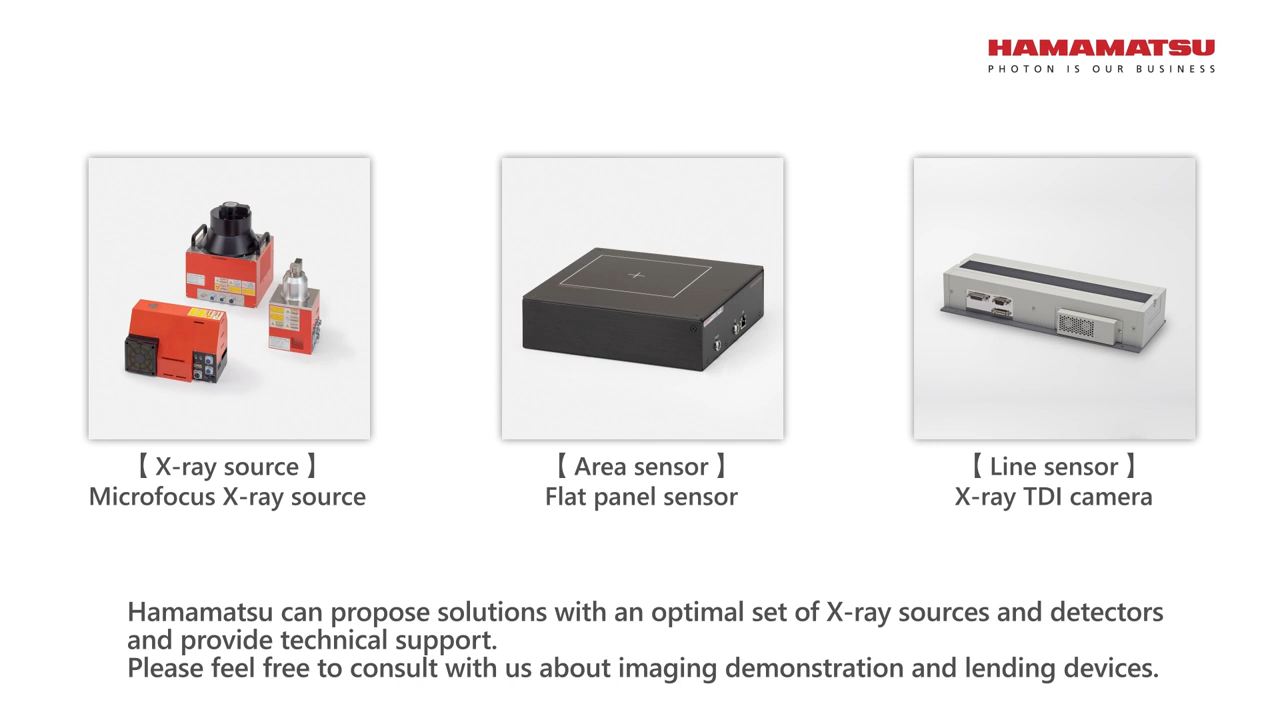 HAMAMATSU
PHOTON IS OUR BUSINESS
【 X-ray source 】
Microfocus X-ray source
【 Area sensor 】
Flat panel sensor
【 Line sensor 】
X-ray TDI camera
Hamamatsu can propose solutions with an optimal set of X-ray sources and detectors
and provide technical support.
Please feel free to consult with us about imaging demonstration and lending devices.